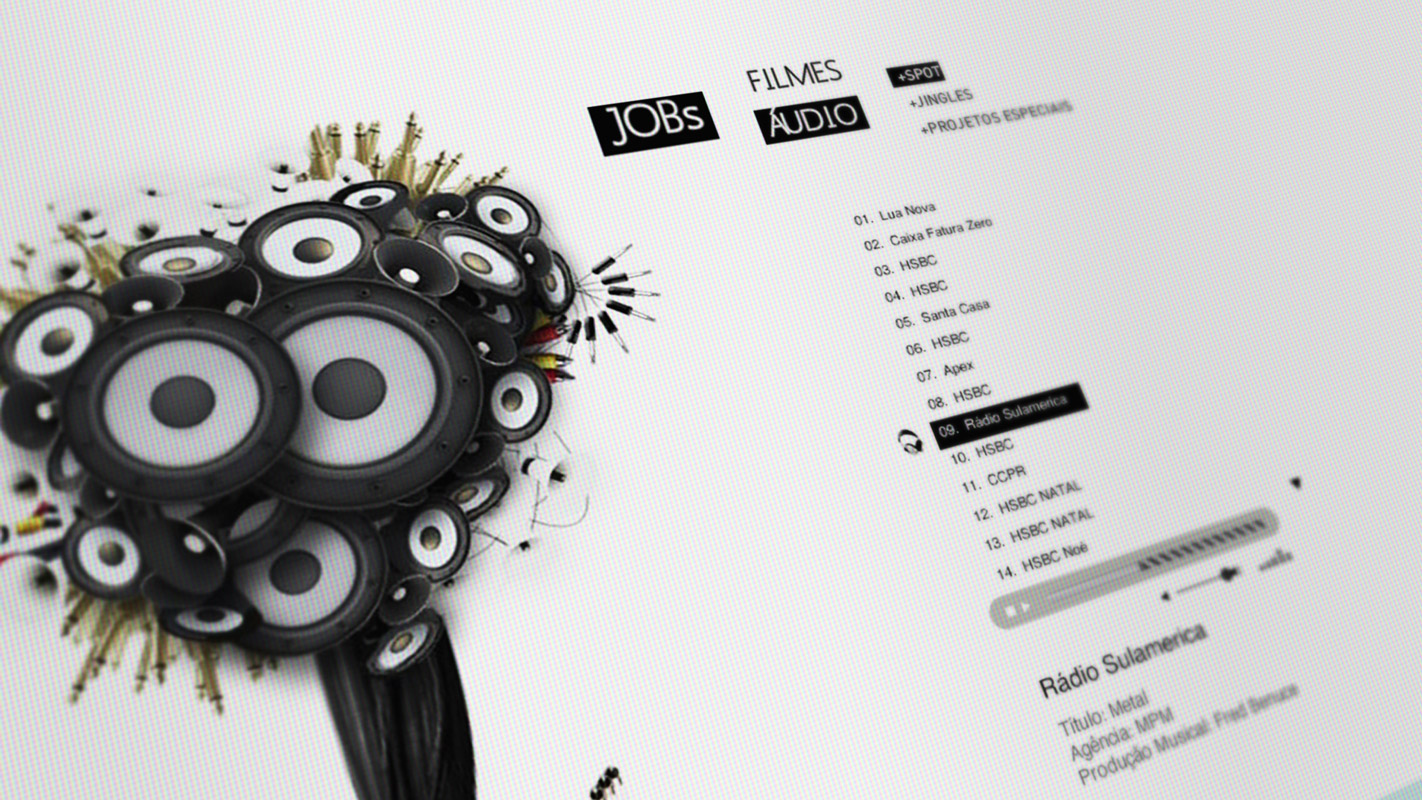 JOBs
FILMES
ÁUDIO
+SPOT
+JINGLES
+PROJETOS ESPECIAIS
01. Lua Nova
02. Caixa Fatura Zero
03. HSBC
04. HSBC
05. Santa Casa
06. HSBC
07. Apex
08. HSBC
09. Rádio Sulamerica
10. HSBC
11. CCPR
12. HSBC NATAL
13. HSBC NATAL
14. HSBC Noé
Rádio Sulamerica
Título: Metal
Agência: MPM
Produção Musical: Fred Benuce